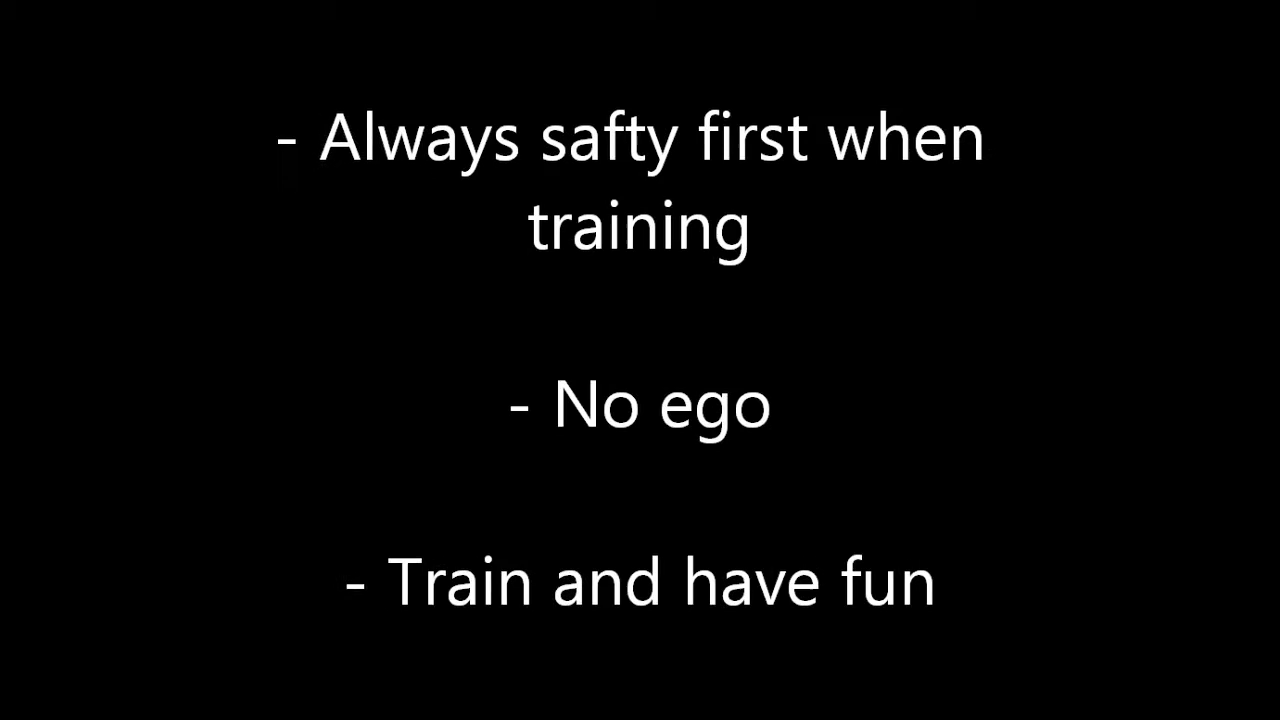 - Always safty first when
training
- No ego
- Train and have fun